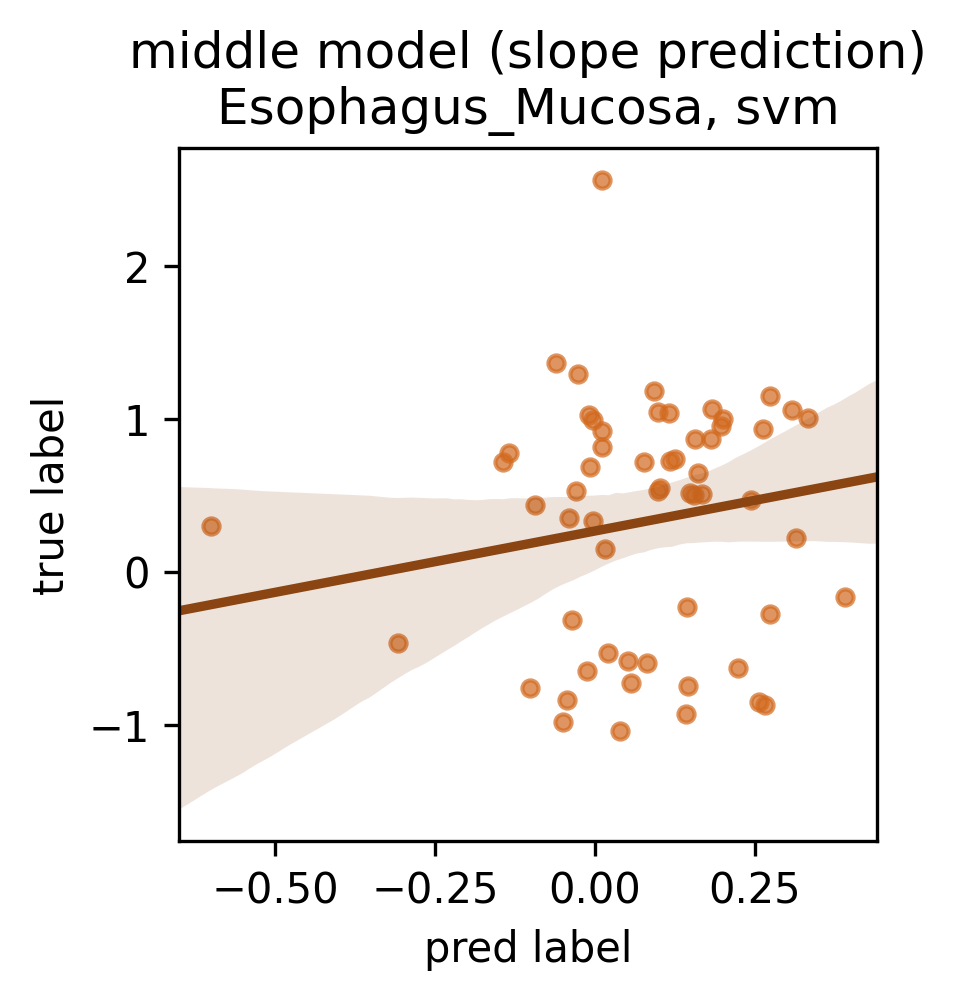 middle model (slope prediction)
Esophagus_Mucosa, svm
true label
2
1
0
−1
−0.50 −0.25 0.00 0.25
pred label